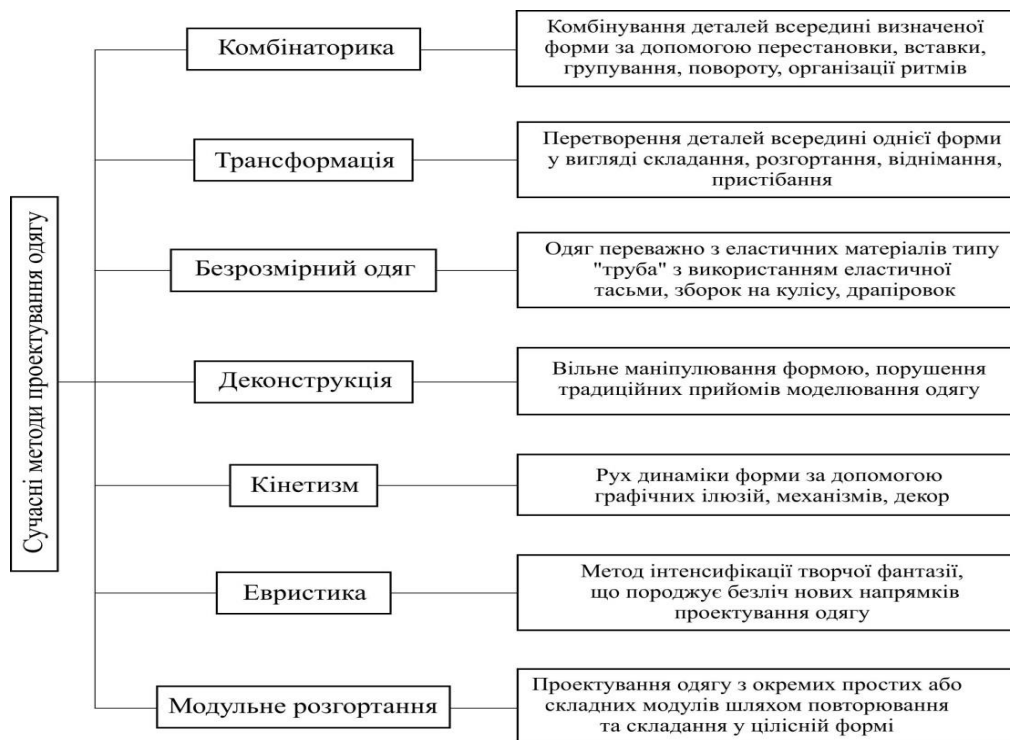 Сучасні методи проектування одягу
Комбінаторика
Комбінування деталей всередині визначеної
форми за допомогою перестановки, вставки,
групування, повороту, організації ритмів
Трансформація
Перетворення деталей всередині однієї форми
у вигляді складання, розгортання, віднімання,
пристібання
Безрозмірний одяг
Одяг переважно з еластичних матеріалів типу
"труба" з використанням еластичної
тасьми, зборок на кулісу, драпіровок
Деконструкція
Вільне маніпулювання формою, порушення
традиційних прийомів моделювання одягу
Кінетизм
Рух динаміки форми за допомогою
графічних ілюзій, механізмів, декор
Евристика
Метод інтенсифікації творчої фантазії,
що породжує безліч нових напрямків
проектування одягу
Модульне розгортання
Проектування одягу з окремих простих або
складних модулів шляхом повторювання
та складання у цілісній формі